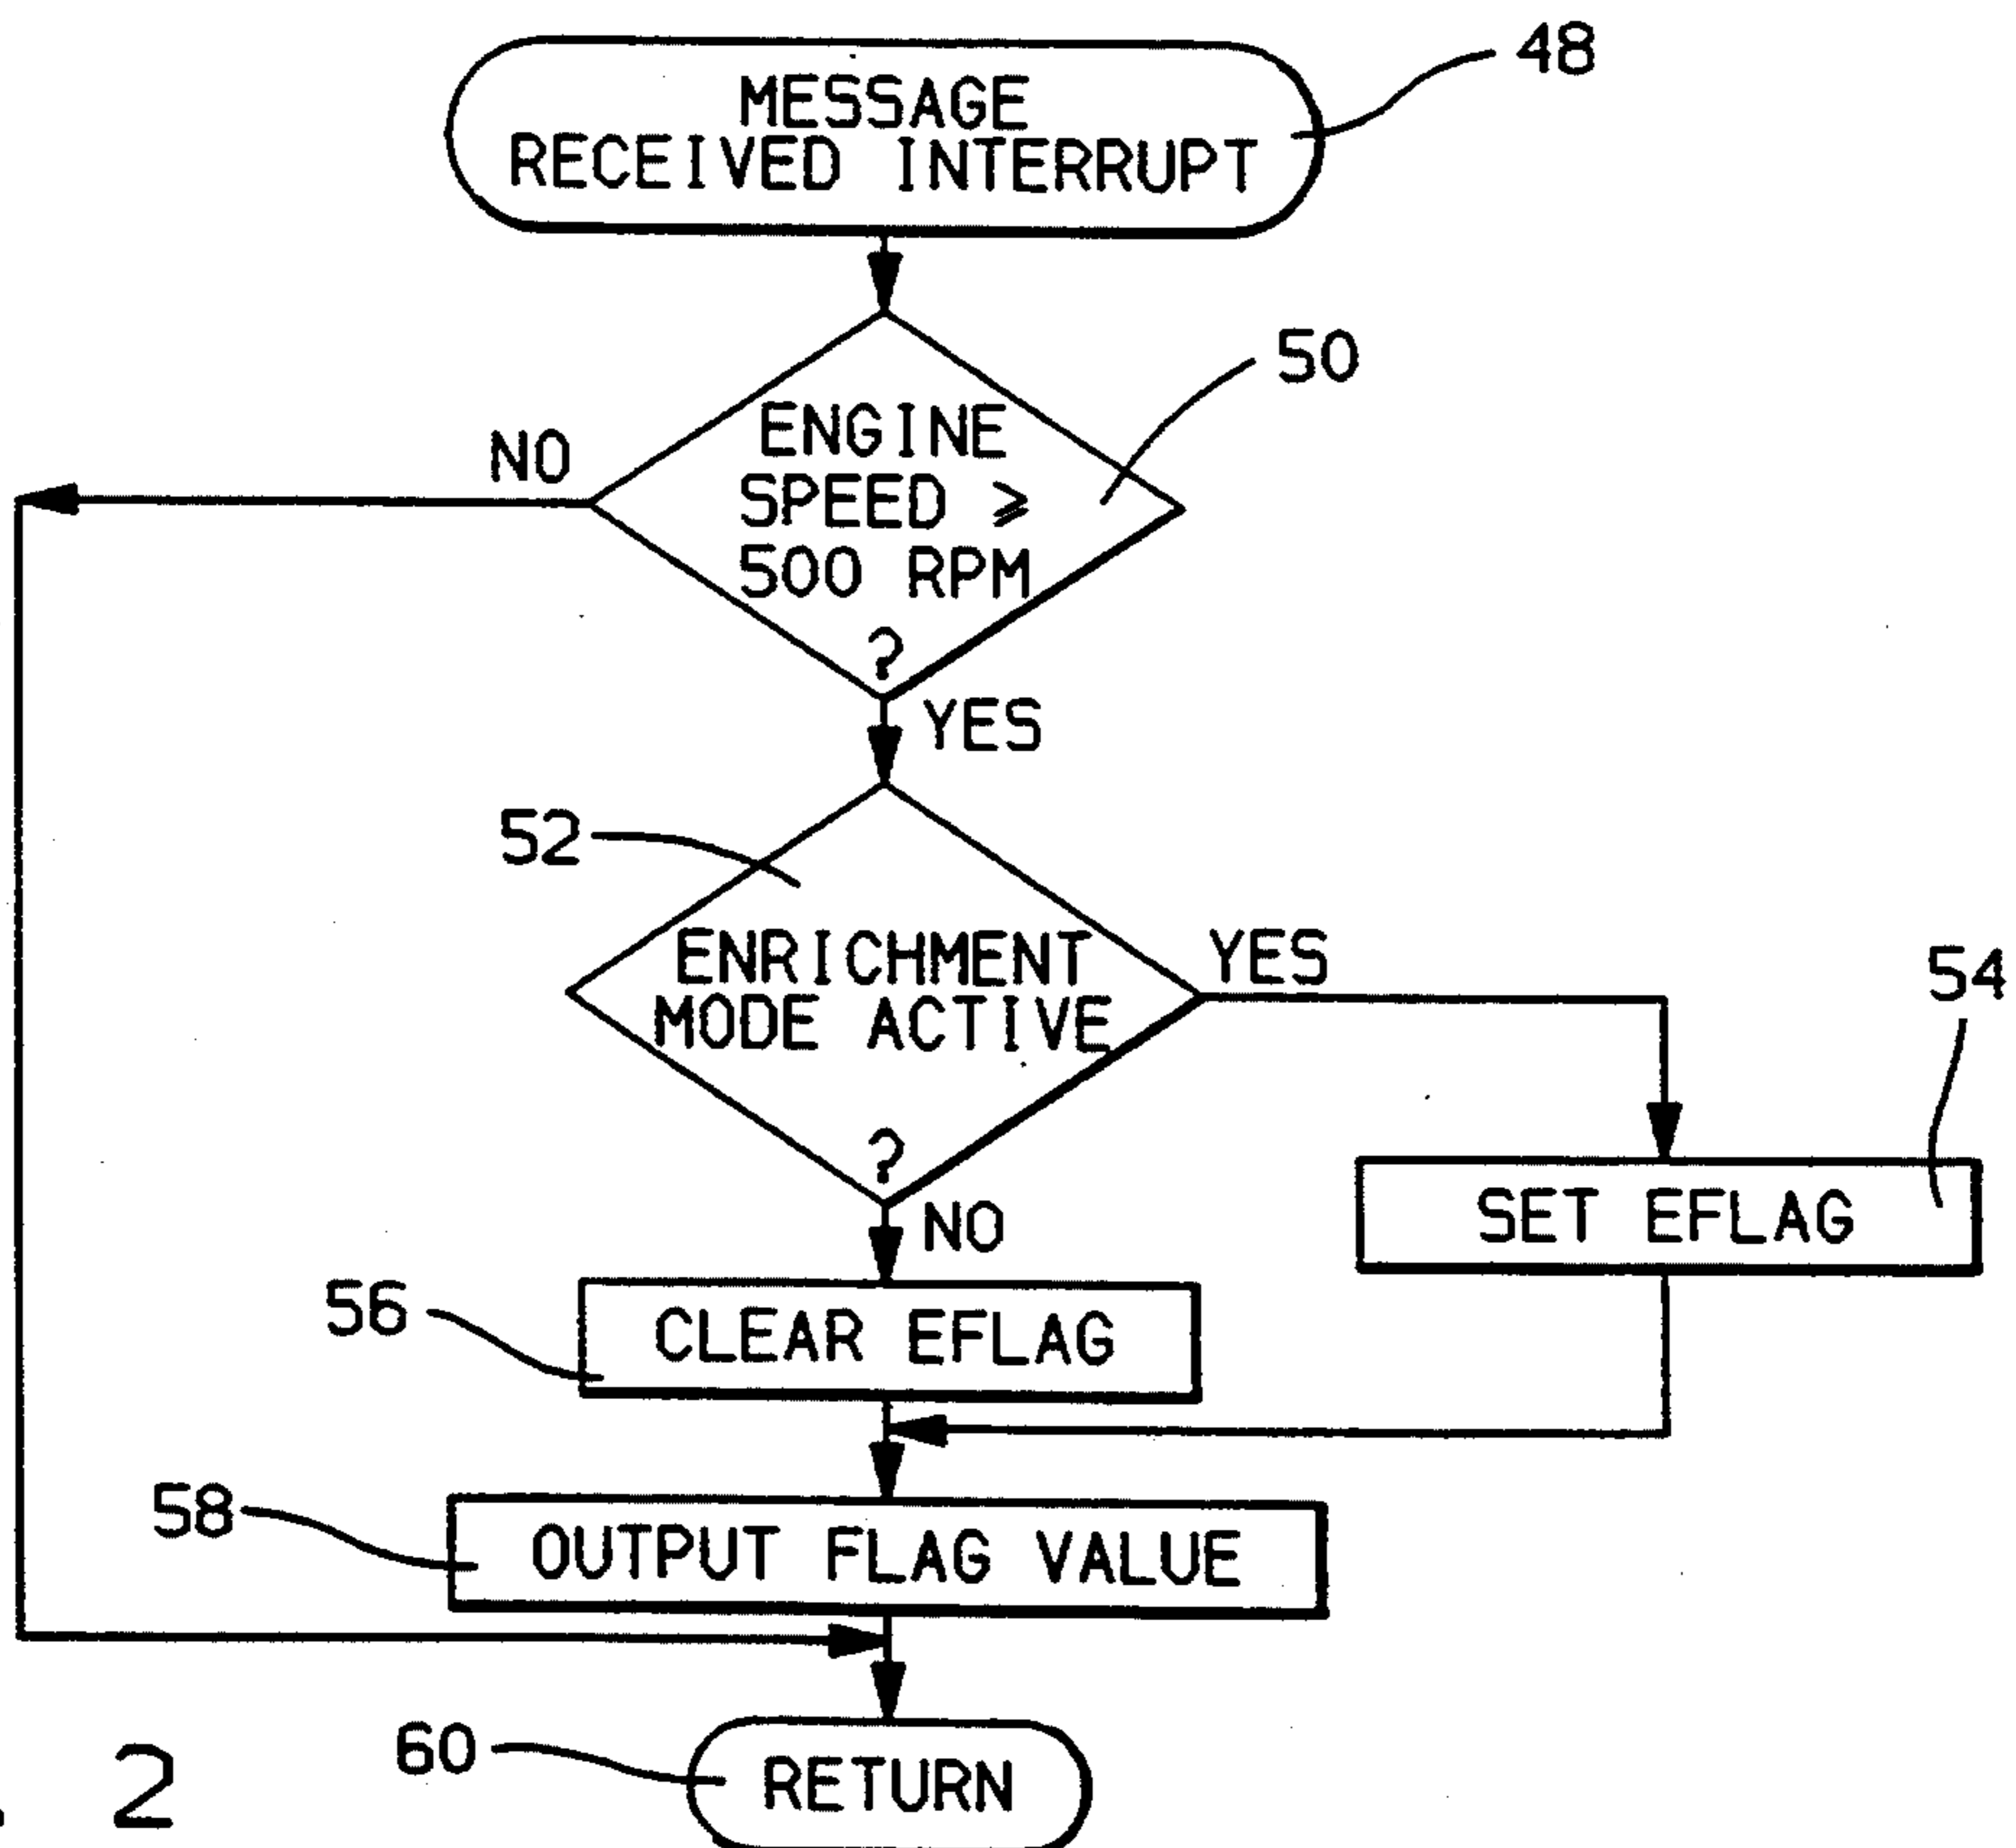 MESSAGE
RECEIVED INTERRUPT
48
ENGINE
SPEED ≥
500 RPM
?
50
NO
YES
52
ENRICHMENT
MODE ACTIVE
?
YES
54
NO
SET EFLAG
56
CLEAR EFLAG
58
OUTPUT FLAG VALUE
60
RETURN
2